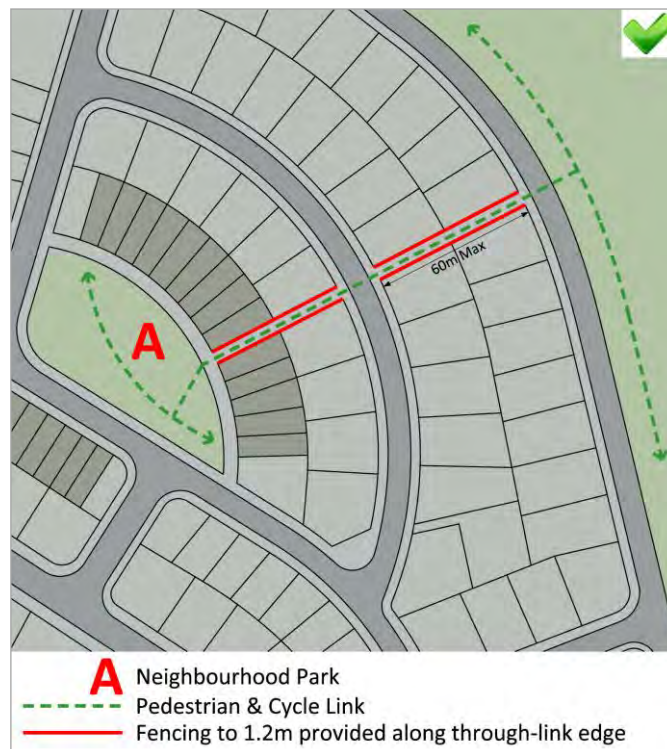 60m Max
A
A Neighbourhood Park
Pedestrian & Cycle Link
Fencing to 1.2m provided along through-link edge